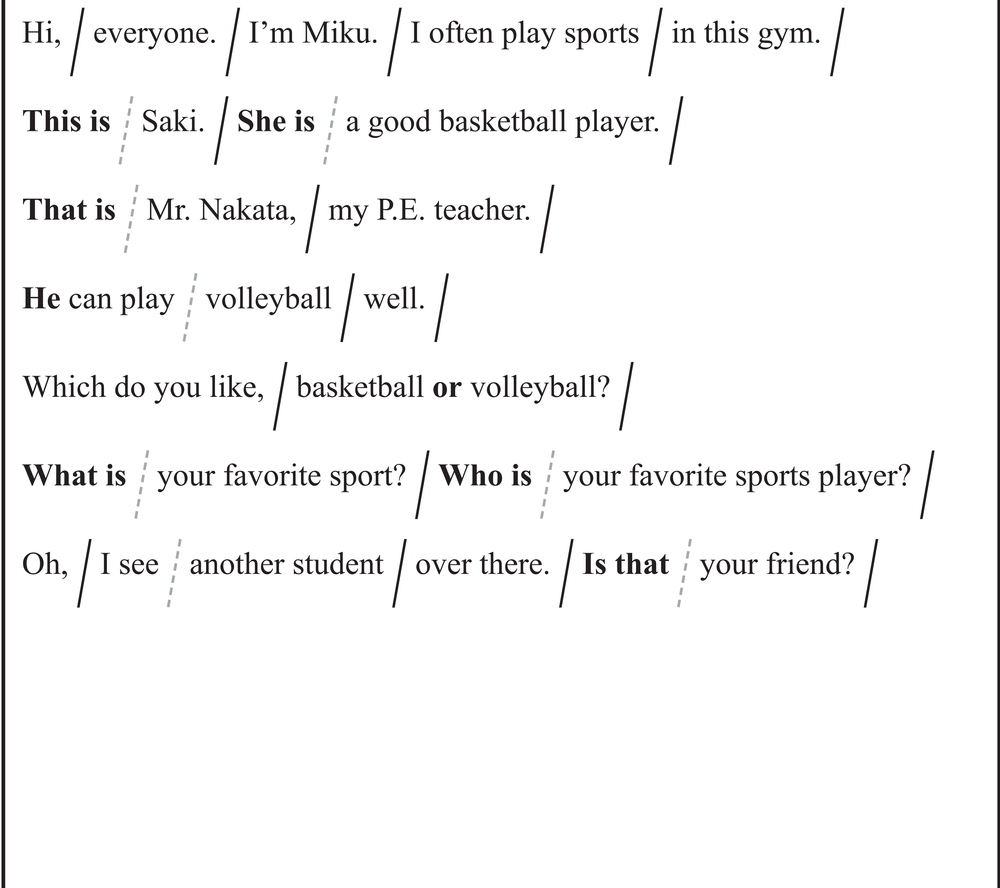 Hi, / everyone. / I’m Miku. / I often play sports / in this gym. /
This is / Saki. / She is / a good basketball player. /
That is / Mr. Nakata, / my P.E. teacher. /
He can play / volleyball / well. /
Which do you like, / basketball or volleyball? /
What is / your favorite sport? / Who is / your favorite sports player? /
Oh, / I see / another student / over there. / Is that / your friend? /